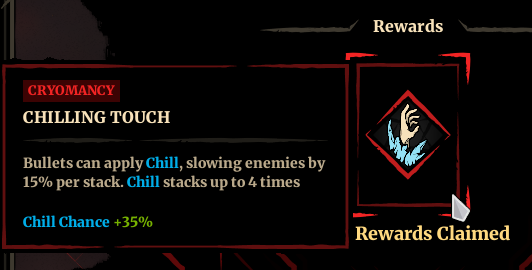 Rewards
CRYOMANCY
CHILLING TOUCH
Bullets can apply Chill, slowing enemies by
15% per stack. Chill stacks up to 4 times
Chill Chance +35%
Rewards Claimed